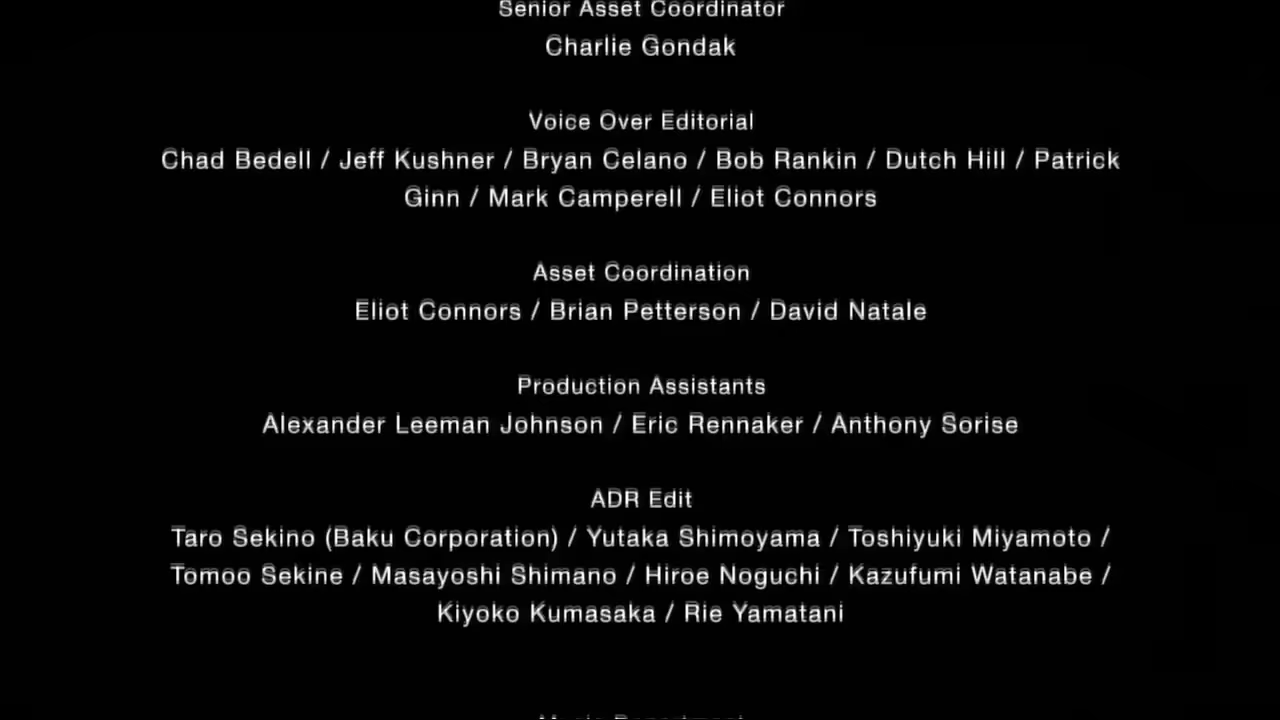 Senior Asset Coordinator
Charlie Gondak
Voice Over Editorial
Chad Bedell / Jeff Kushner / Bryan Celano / Bob Rankin / Dutch Hill / Patrick
Ginn / Mark Camperell / Eliot Connors
Asset Coordination
Eliot Connors / Brian Petterson / David Natale
Production Assistants
Alexander Leeman Johnson / Eric Rennaker / Anthony Sorise
ADR Edit
Taro Sekino (Baku Corporation) / Yutaka Shimoyama / Toshiyuki Miyamoto /
Tomoo Sekine / Masayoshi Shimano / Hiroe Noguchi / Kazufumi Watanabe /
Kiyoko Kumasaka / Rie Yamatani